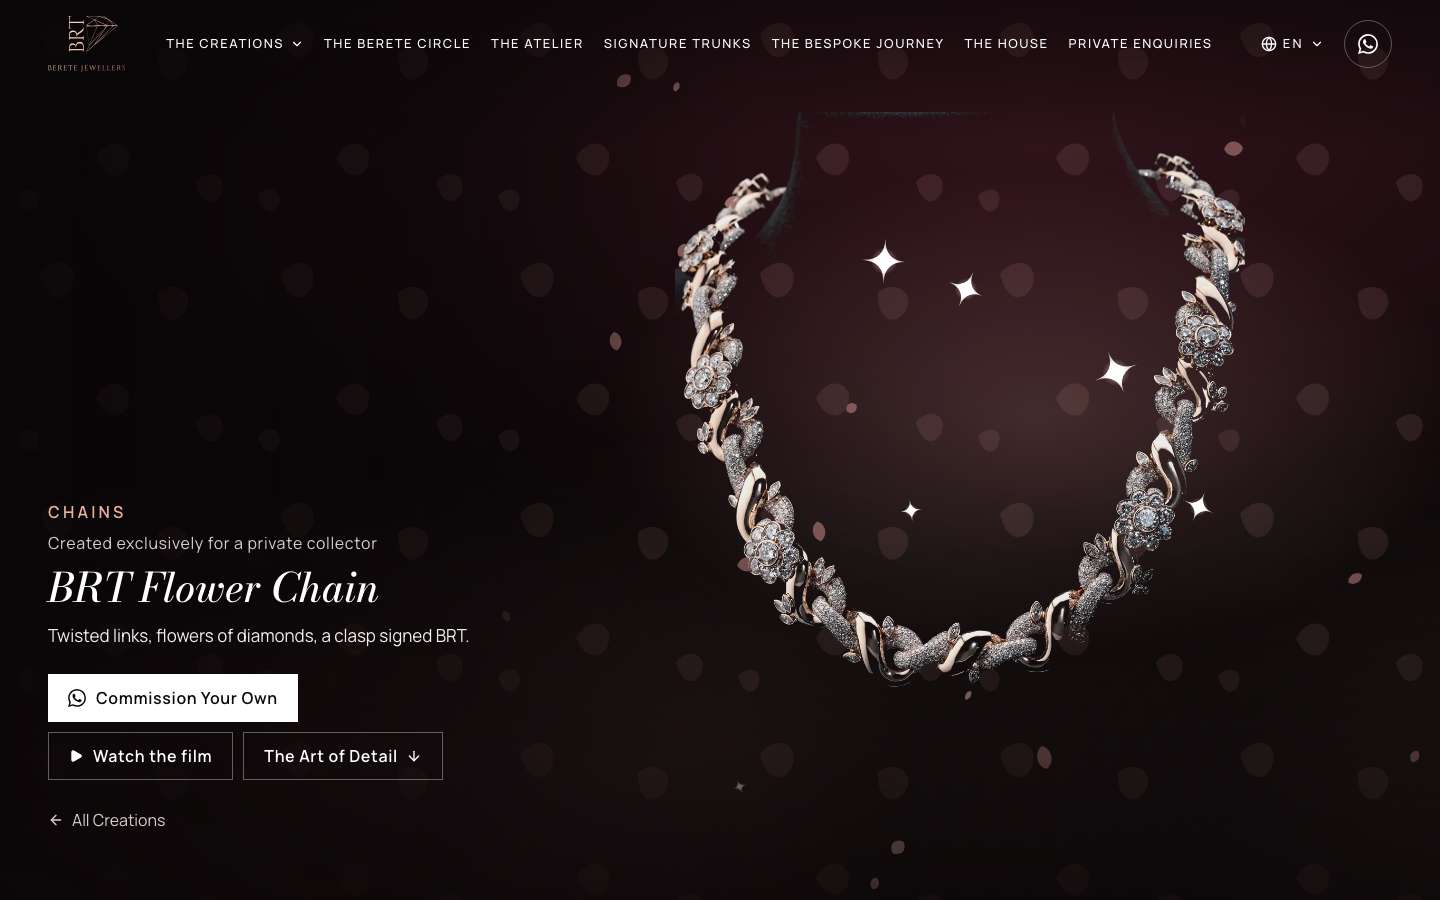 BRT
BERETE JEWELLERS
THE CREATIONS
THE BERETE CIRCLE
THE ATELIER
SIGNATURE TRUNKS
THE BESPOKE JOURNEY
THE HOUSE
PRIVATE ENQUIRIES
EN
CHAINS
Created exclusively for a private collector
BRT Flower Chain
Twisted links, flowers of diamonds, a clasp signed BRT.
Commission Your Own
Watch the film
The Art of Detail
All Creations